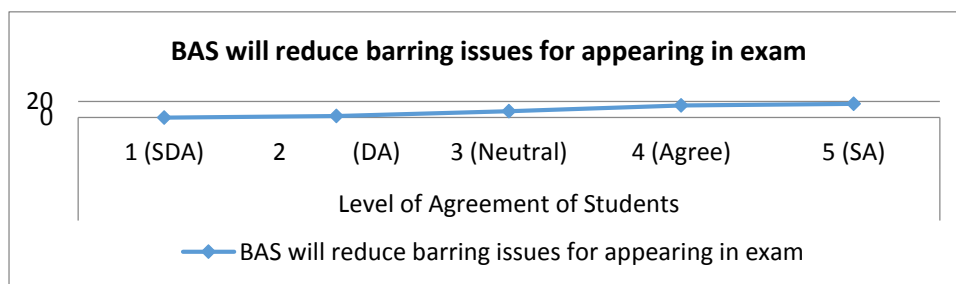 BAS will reduce barring issues for appearing in exam
20
0
1 (SDA) 2 (DA) 3 (Neutral) 4 (Agree) 5 (SA)
Level of Agreement of Students
BAS will reduce barring issues for appearing in exam